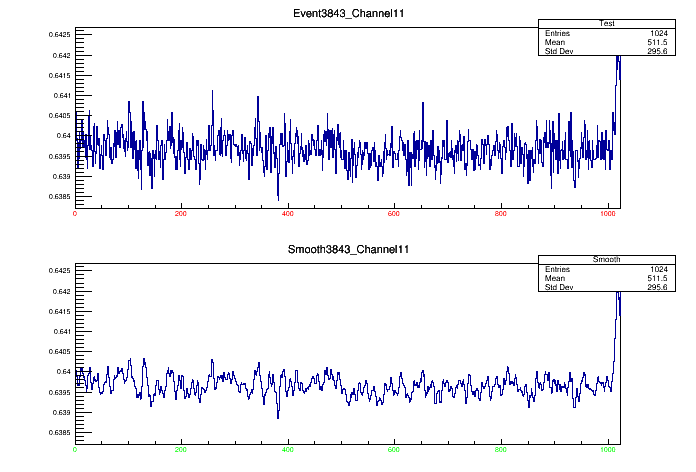 Event3843_Channel11
Test
Entries 1024
Mean 511.5
Std Dev 295.6
0.6425
0.642
0.6415
0.641
0.6405
0.64
0.6395
0.639
0.6385
0 200 400 600 800 1000
Smooth3843_Channel11
Smooth
Entries 1024
Mean 511.5
Std Dev 295.6
0.6425
0.642
0.6415
0.641
0.6405
0.64
0.6395
0.639
0.6385
0 200 400 600 800 1000